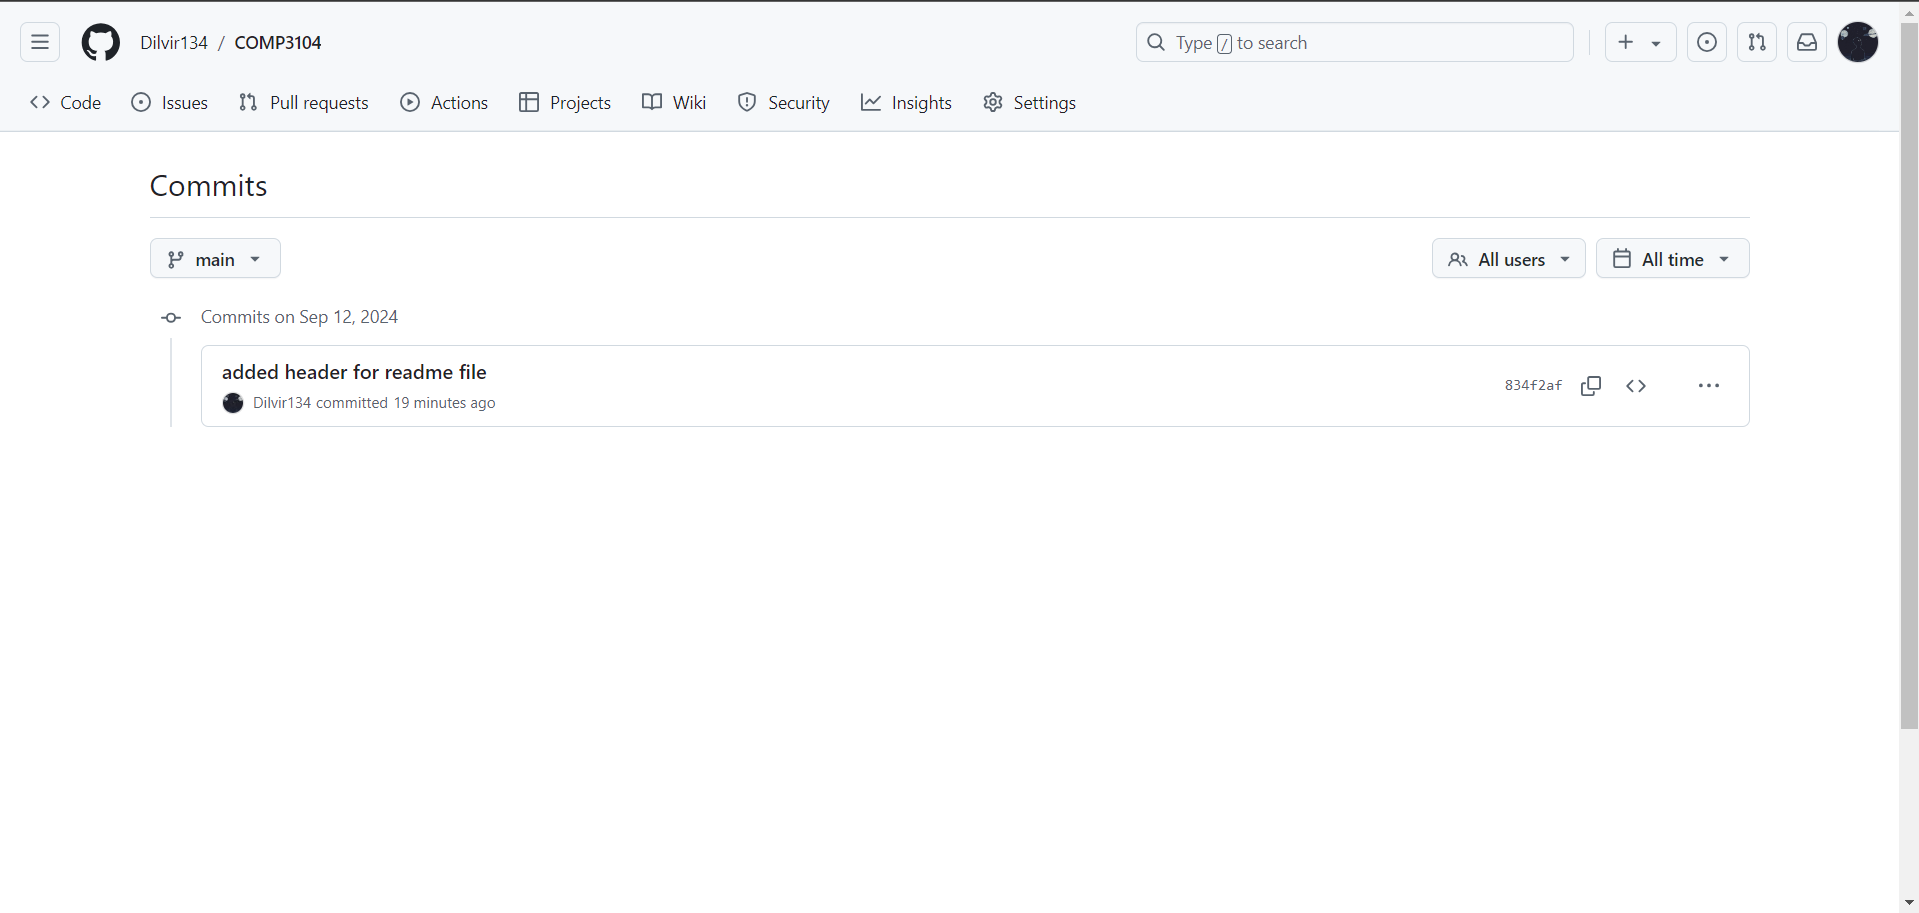 Dilvir134 / COMP3104
Type / to search
Code Issues Pull requests Actions Projects Wiki Security Insights Settings
Commits
main
All users All time
Commits on Sep 12, 2024
added header for readme file
834f2af
Dilvir134 committed 19 minutes ago